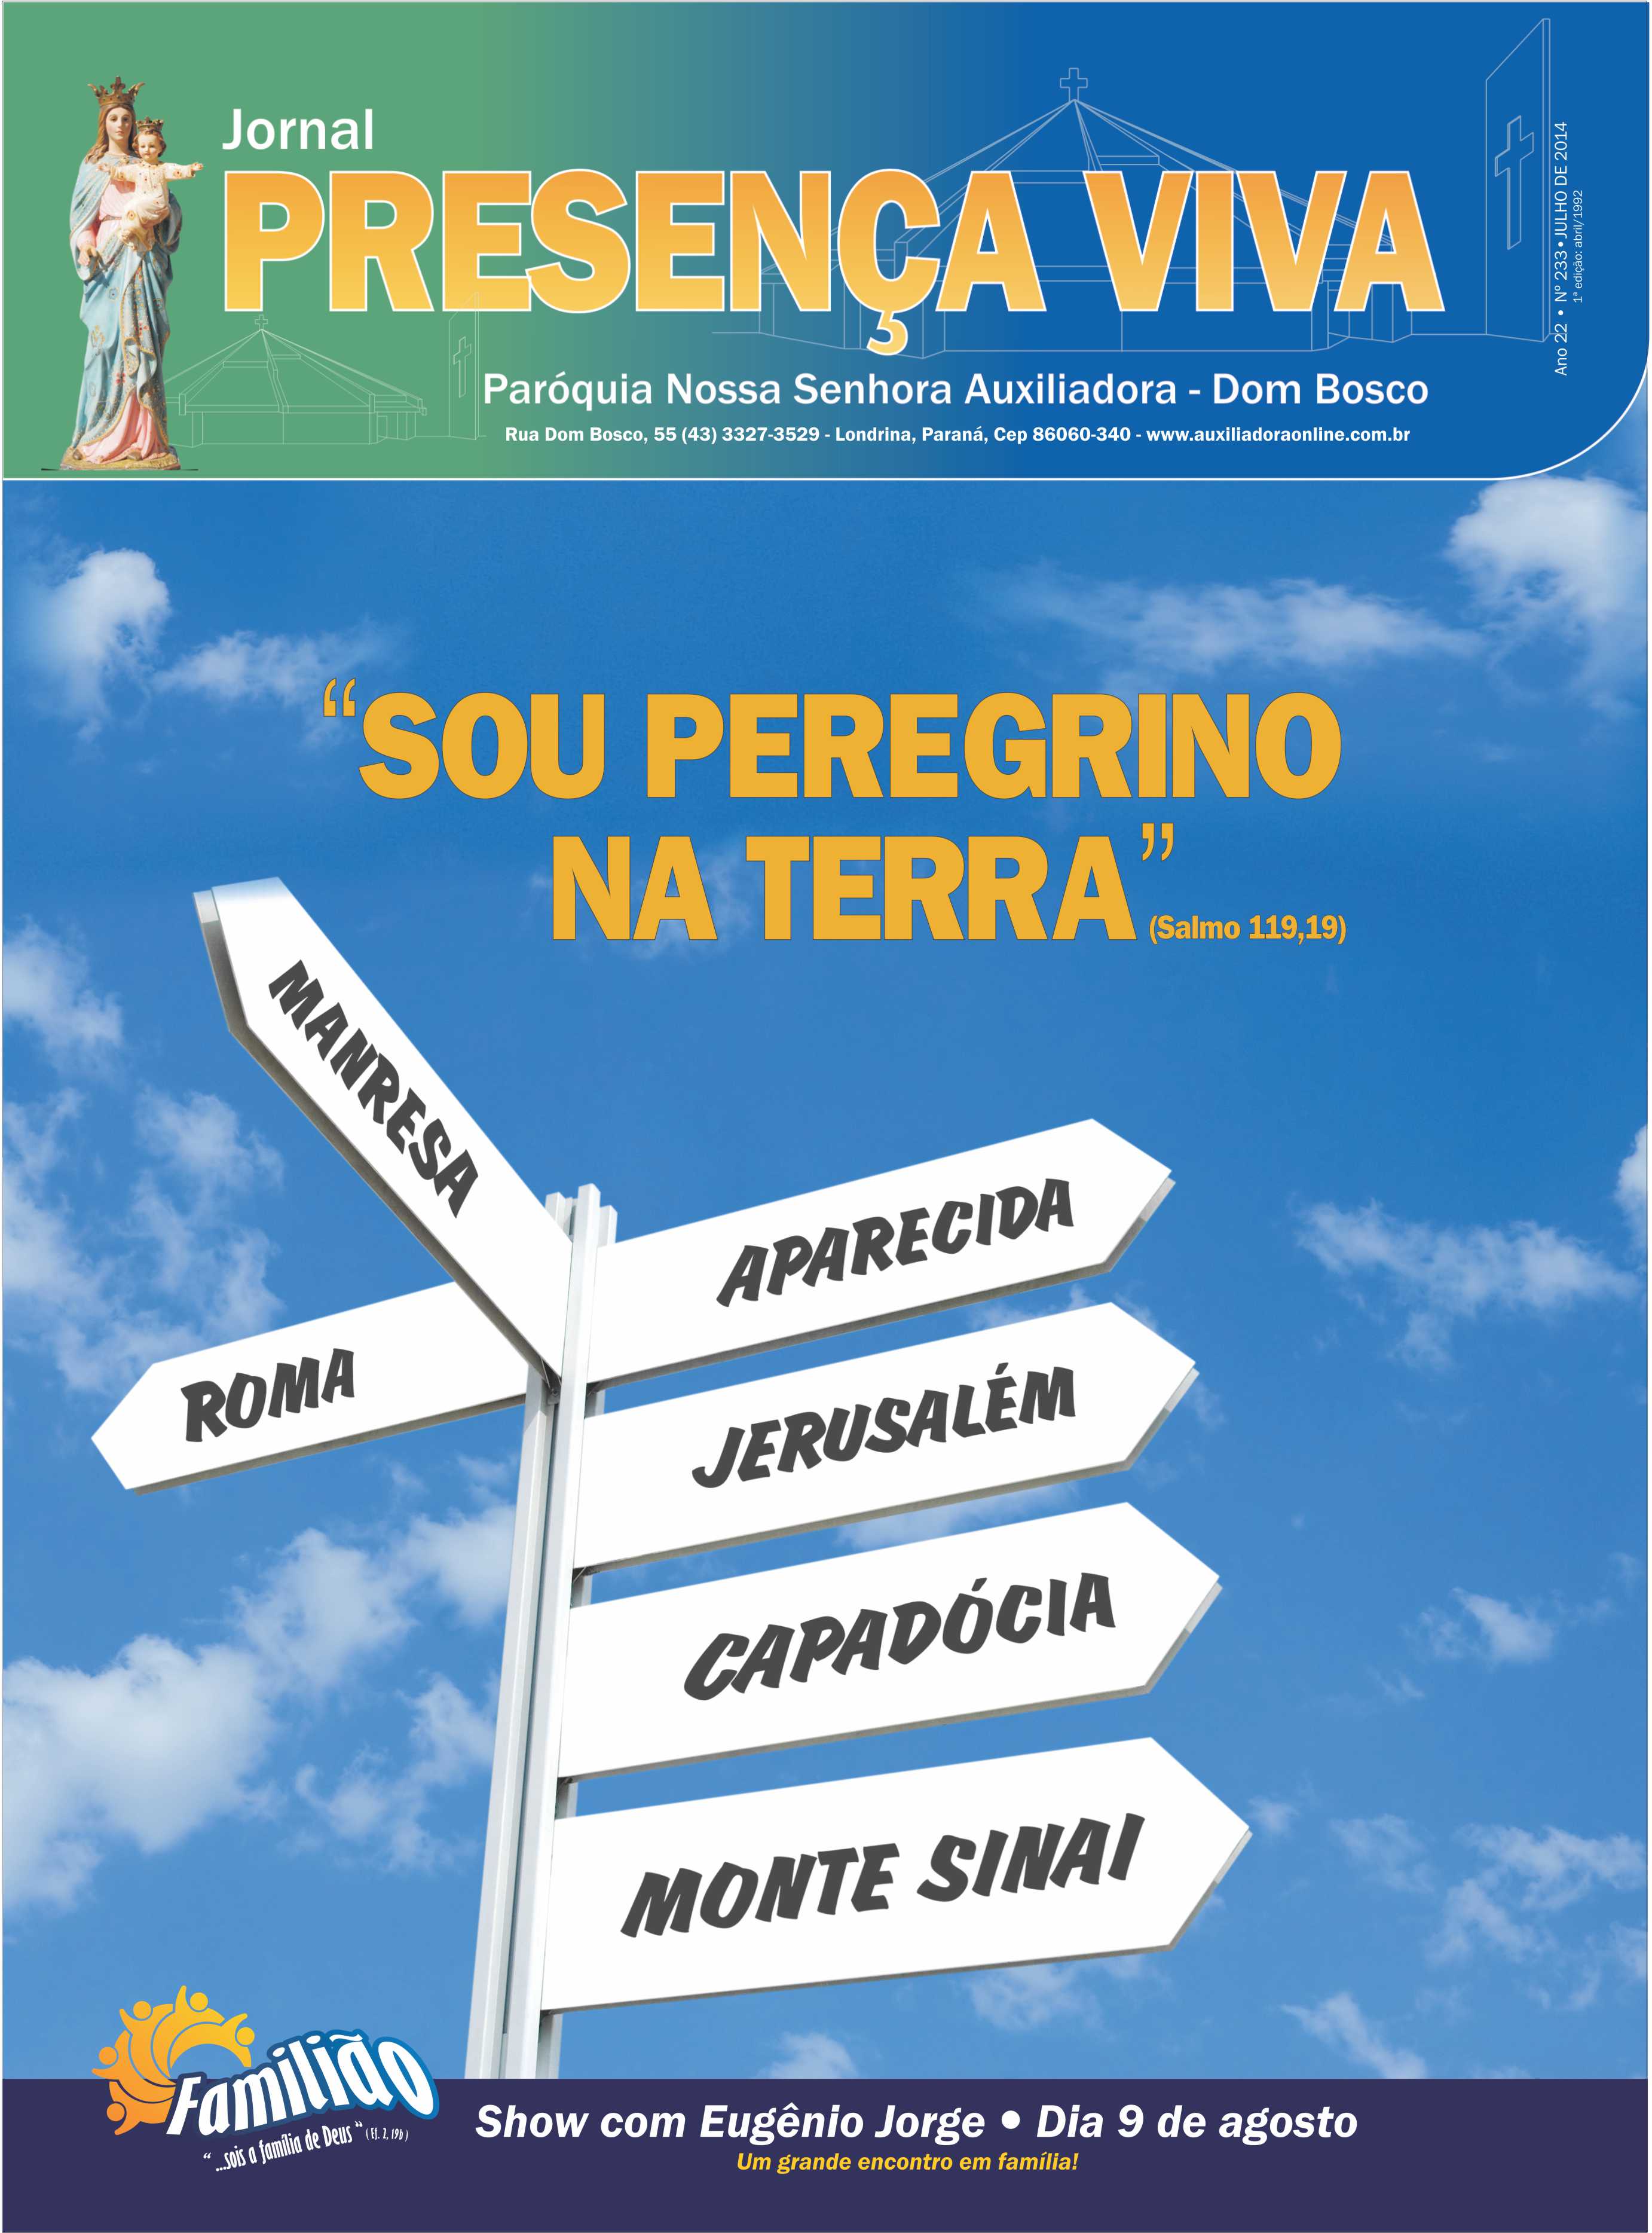 Jornal
PRESENÇA VIVA
Ano 22 • Nº 233 • JULHO DE 2014
1ª edição: abril/1992
Paróquia Nossa Senhora Auxiliadora - Dom Bosco
Rua Dom Bosco, 55 (43) 3327-3529 - Londrina, Paraná, Cep 86060-340 - www.auxiliadoraonline.com.br
“SOU PEREGRINO
NA TERRA”
(Salmo 119,19)
MANRESA
APARECIDA
ROMA
JERUSALÉM
CAPADÓCIA
MONTE SINAI
Familião
“...sois a família de Deus” (Ef. 2, 19b)
Show com Eugênio Jorge • Dia 9 de agosto
Um grande encontro em família!